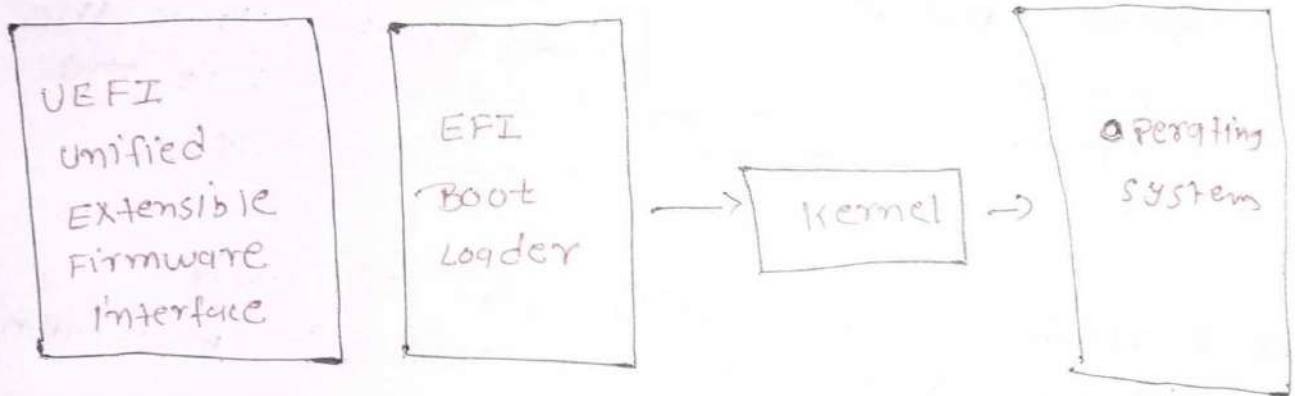 UEFI
Unified
Extensible
Firmware
Interface
EFI
Boot
Loader
Kernel
Operating
System